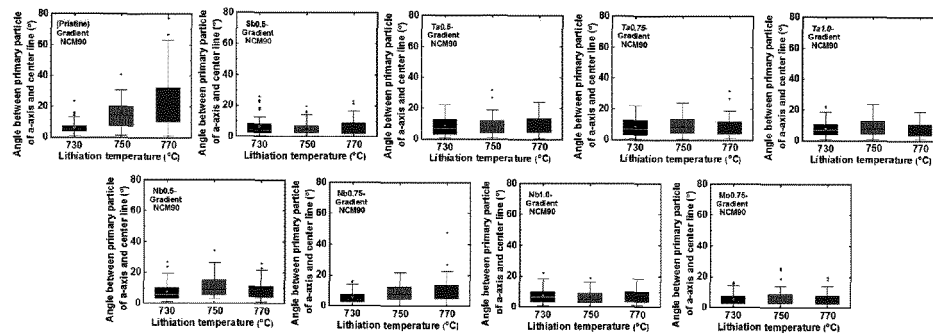 Angle between primary particle
of a-axis and center line (°)
80
60
40
20
0
(Pristine)
Gradient
NCM90
730
750
770
Lithiation temperature (°C)
Angle between primary particle
of a-axis and center line (°)
80
60
40
20
0
Sb0.5-
Gradient
NCM90
730
750
770
Lithiation temperature (°C)
Angle between primary particle
of a-axis and center line (°)
80
60
40
20
0
Ta0.5-
Gradient
NCM90
730
750
770
Lithiation temperature (°C)
Angle between primary particle
of a-axis and center line (°)
80
60
40
20
0
Ta0.75-
Gradient
NCM90
730
750
770
Lithiation temperature (°C)
Angle between primary particle
of a-axis and center line (°)
80
60
40
20
0
Ta1.0-
Gradient
NCM90
730
750
770
Lithiation temperature (°C)
Angle between primary particle
of a-axis and center line (°)
80
60
40
20
0
Nb0.5-
Gradient
NCM90
730
750
770
Lithiation temperature (°C)
Angle between primary particle
of a-axis and center line (°)
80
60
40
20
0
Nb0.75-
Gradient
NCM90
730
750
770
Lithiation temperature (°C)
Angle between primary particle
of a-axis and center line (°)
80
60
40
20
0
Nb1.0-
Gradient
NCM90
730
750
770
Lithiation temperature (°C)
Angle between primary particle
of a-axis and center line (°)
80
60
40
20
0
Mo0.75-
Gradient
NCM90
730
750
770
Lithiation temperature (°C)